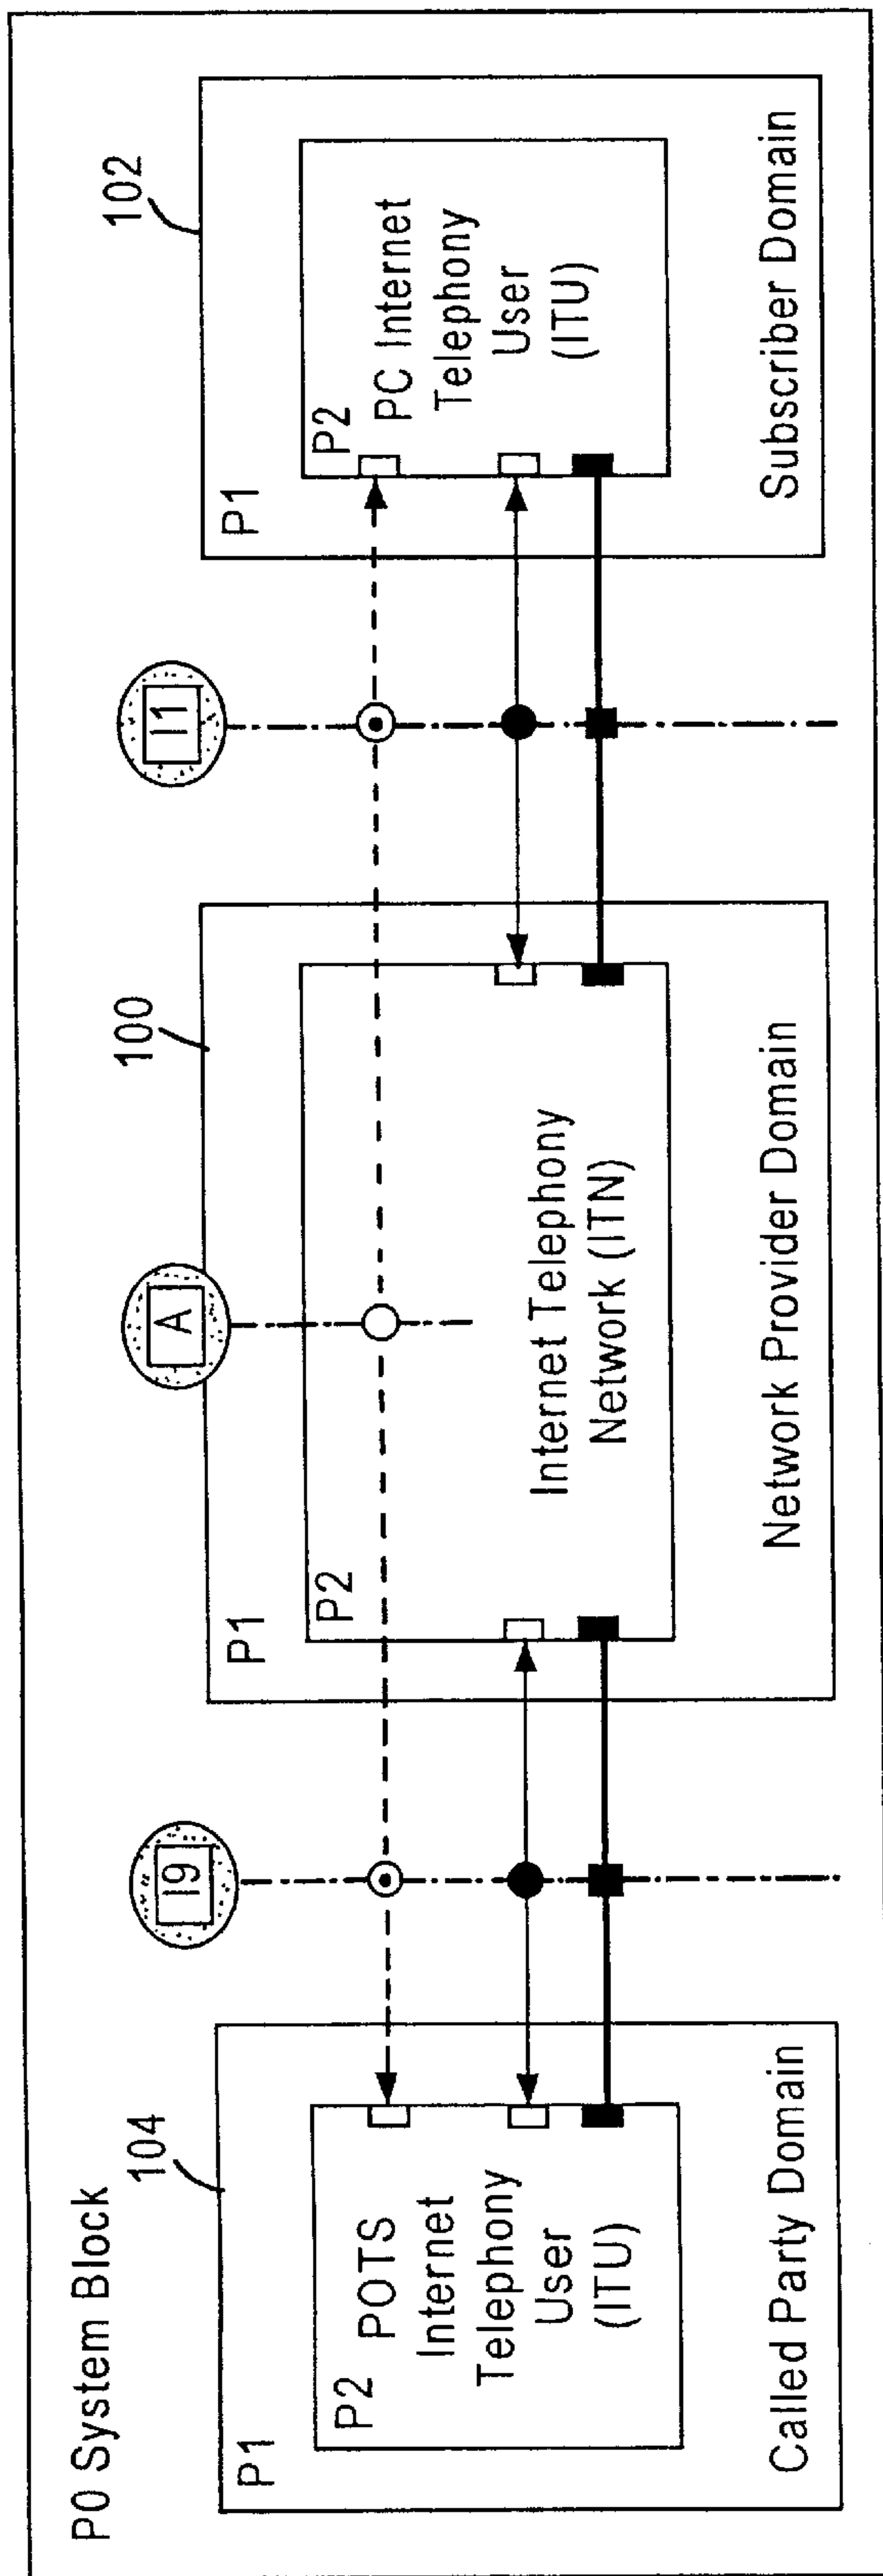 P0 System Block
104
P1
P2
POTS
Internet
Telephony
User
(ITU)
Called Party Domain
I9
100
P1
P2
A
Internet Telephony
Network (ITN)
Network Provider Domain
I1
102
P1
P2
PC Internet
Telephony
User
(ITU)
Subscriber Domain